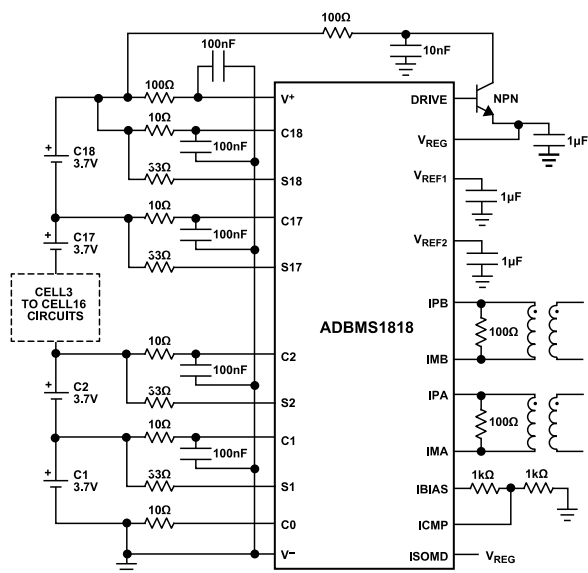 100Ω
100nF
10nF
100Ω
V+
DRIVE
NPN
10Ω
C18
VREG
1µF
C18
3.7V
100nF
33Ω
S18
VREF1
10Ω
C17
1µF
C17
3.7V
100nF
33Ω
S17
VREF2
1µF
CELL3
TO CELL16
CIRCUITS
ADBMS1818
IPB
100Ω
10Ω
C2
IMB
100nF
C2
3.7V
33Ω
S2
IPA
100Ω
10Ω
C1
IMA
100nF
C1
3.7V
33Ω
S1
IBIAS
1kΩ
1kΩ
10Ω
C0
ICMP
V–
ISOMD
VREG
+
+
+
+